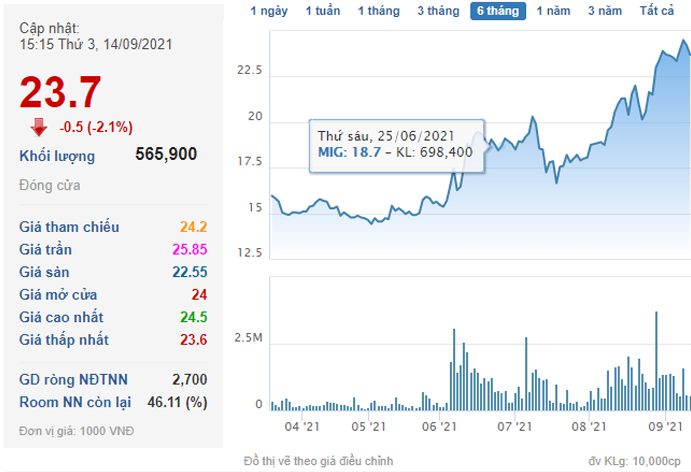 Cập nhật:
15:15 Thứ 3, 14/09/2021
23.7
-0.5 (-2.1%)
Khối lượng 565,900
Đóng cửa
Giá tham chiếu 24.2
Giá trần 25.85
Giá sàn 22.55
Giá mở cửa 24
Giá cao nhất 24.5
Giá thấp nhất 23.6
GD ròng NĐTNN 2,700
Room NN còn lại 46.11 (%)
Đơn vị giá: 1000 VNĐ
1 ngày 1 tuần 1 tháng 3 tháng 6 tháng 1 năm 3 năm Tất cả
22.5
20
17.5
15
12.5
Thứ sáu, 25/06/2021
MIG: 18.7 – KL: 698,400
2.5M
0
04 '21 05 '21 06 '21 07 '21 08 '21 09 '21
Đồ thị vẽ theo giá điều chỉnh đv KLg: 10,000cp